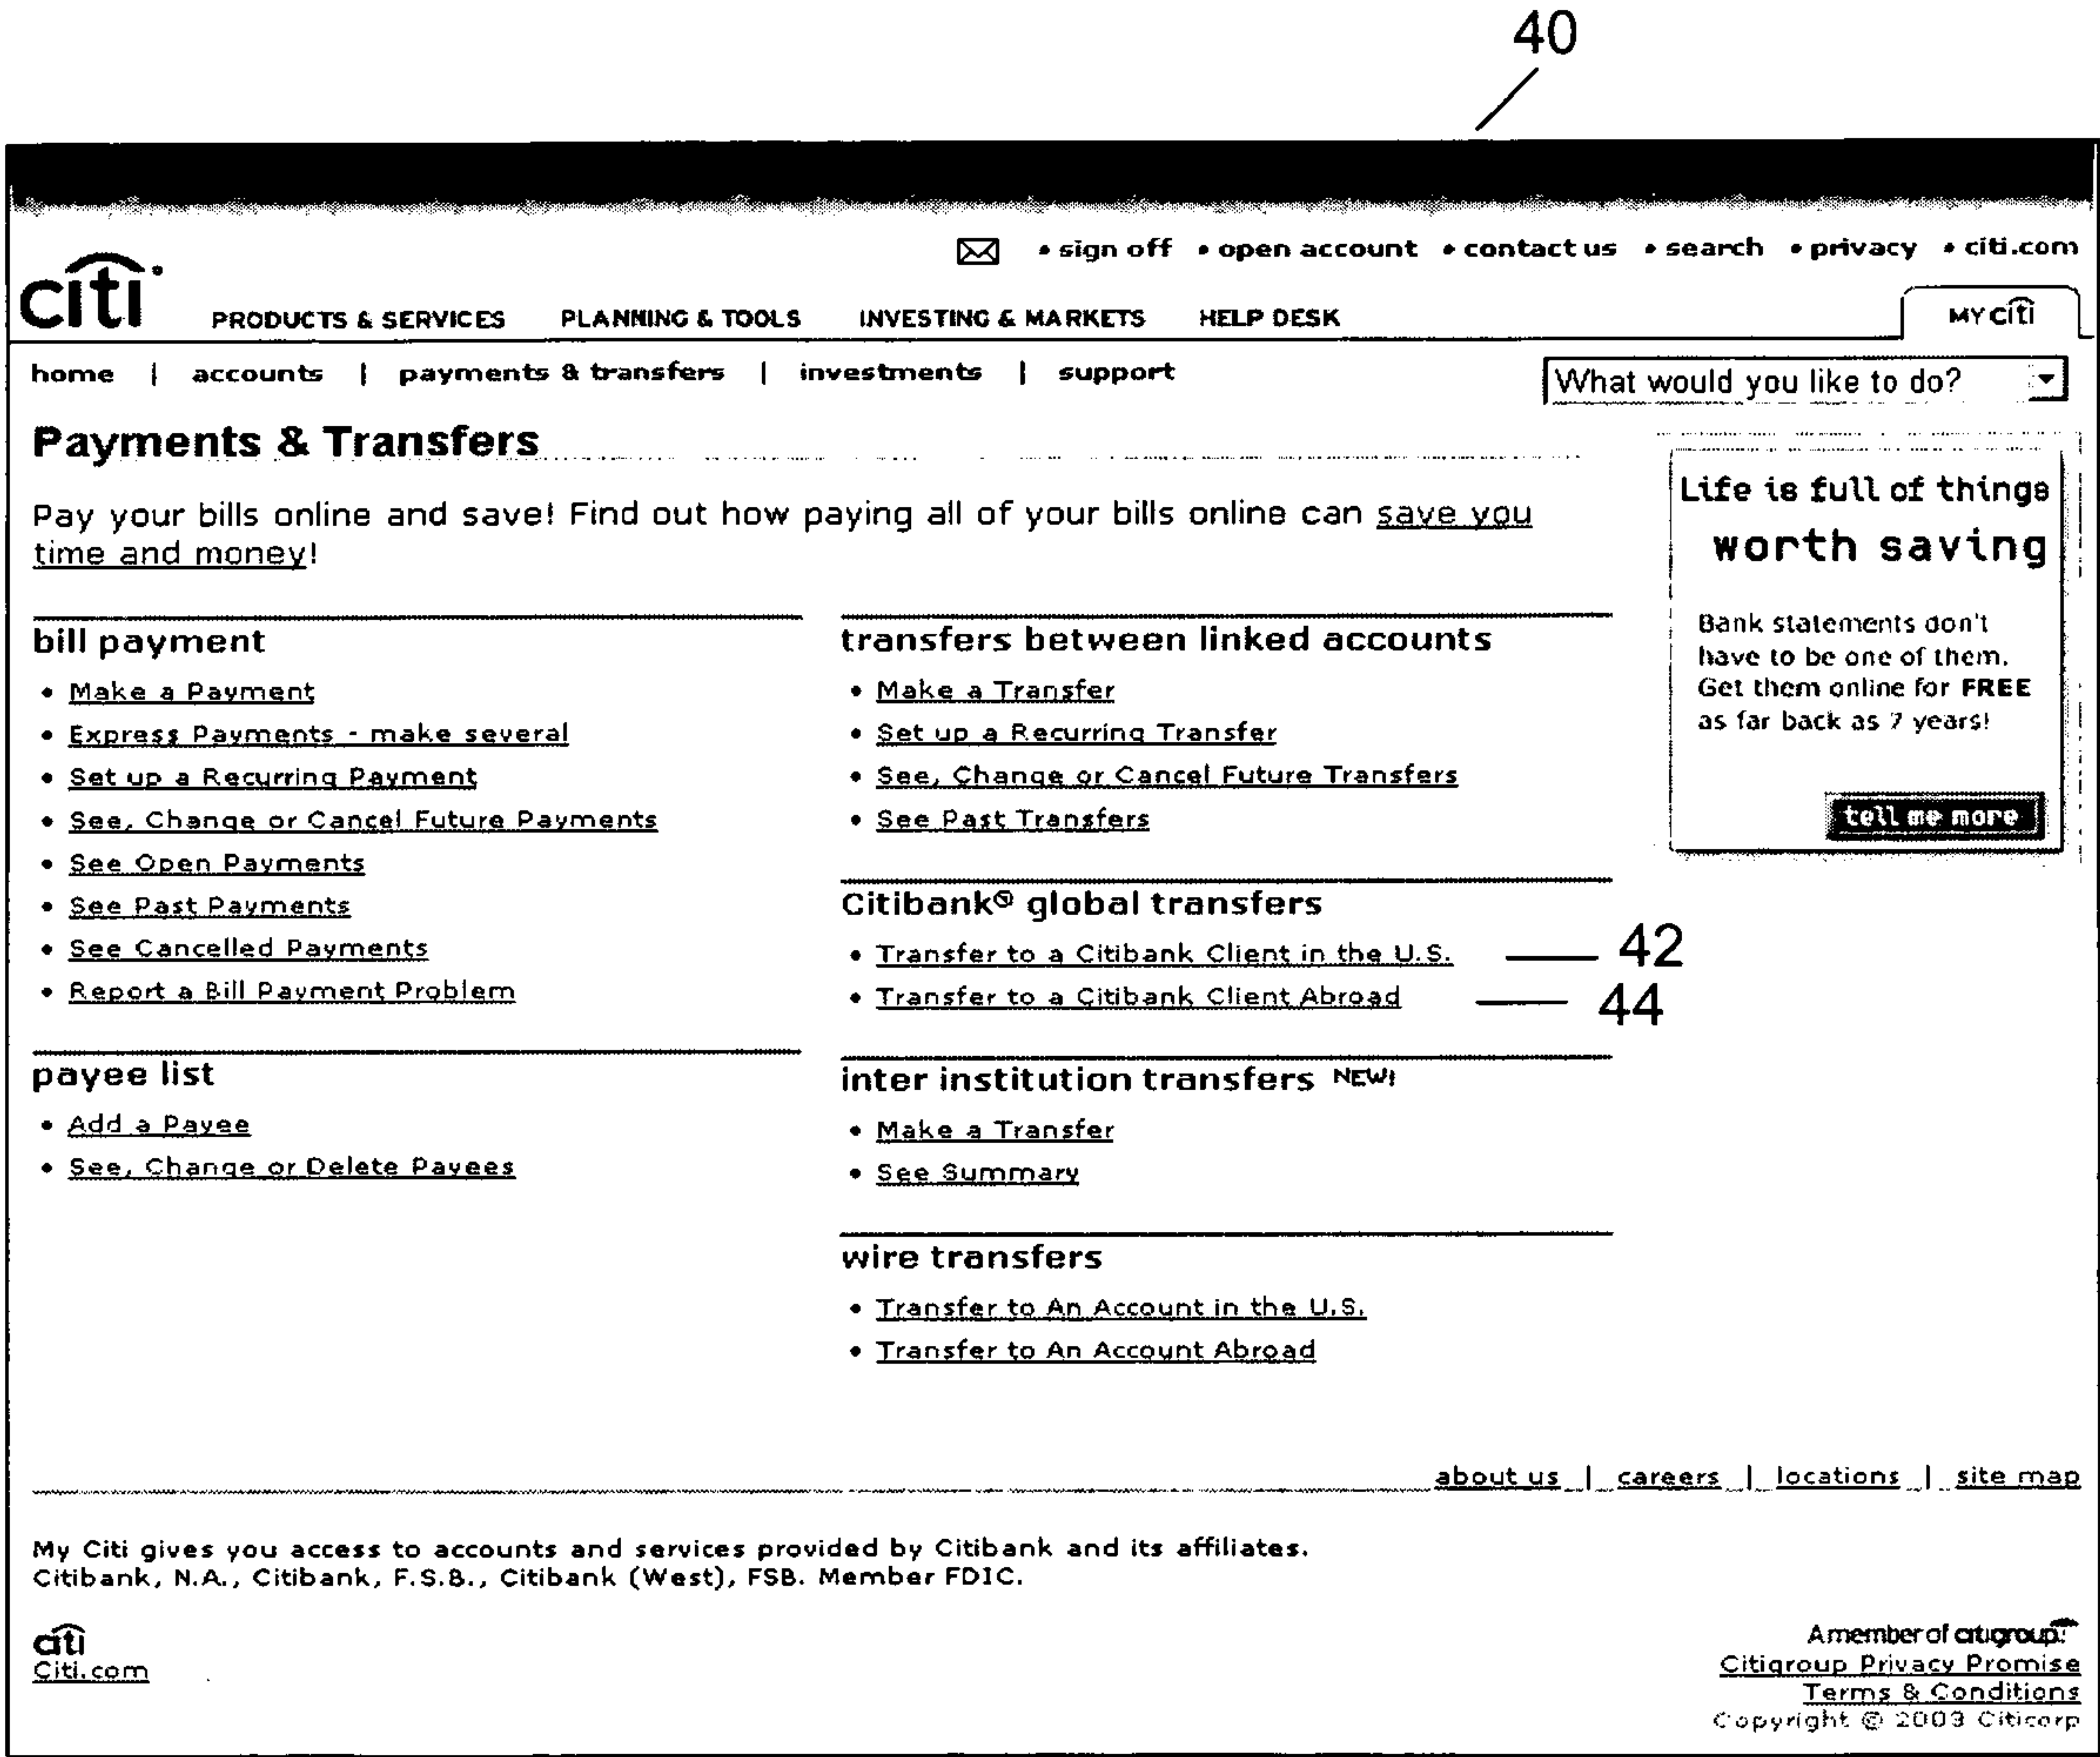 40
• sign off • open account • contact us • search • privacy • citi.com
citi
PRODUCTS & SERVICES PLANNING & TOOLS INVESTING & MARKETS HELP DESK
MY citi
home | accounts | payments & transfers | investments | support
What would you like to do?
Payments & Transfers
Pay your bills online and save! Find out how paying all of your bills online can save you
time and money!
bill payment
• Make a Payment
• Express Payments - make several
• Set up a Recurring Payment
• See, Change or Cancel Future Payments
• See Open Payments
• See Past Payments
• See Cancelled Payments
• Report a Bill Payment Problem
payee list
• Add a Payee
• See, Change or Delete Payees
transfers between linked accounts
• Make a Transfer
• Set up a Recurring Transfer
• See, Change or Cancel Future Transfers
• See Past Transfers
Citibank® global transfers
• Transfer to a Citibank Client in the U.S. 42
• Transfer to a Citibank Client Abroad 44
inter institution transfers NEW!
• Make a Transfer
• See Summary
wire transfers
• Transfer to An Account in the U.S.
• Transfer to An Account Abroad
Life is full of things
worth saving
Bank statements don't
have to be one of them.
Get them online for FREE
as far back as 7 years!
tell me more
about us | careers | locations | site map
My Citi gives you access to accounts and services provided by Citibank and its affiliates.
Citibank, N.A., Citibank, F.S.B., Citibank (West), FSB. Member FDIC.
citi
Citi.com
A member of citigroup
Citigroup Privacy Promise
Terms & Conditions
Copyright © 2003 Citicorp